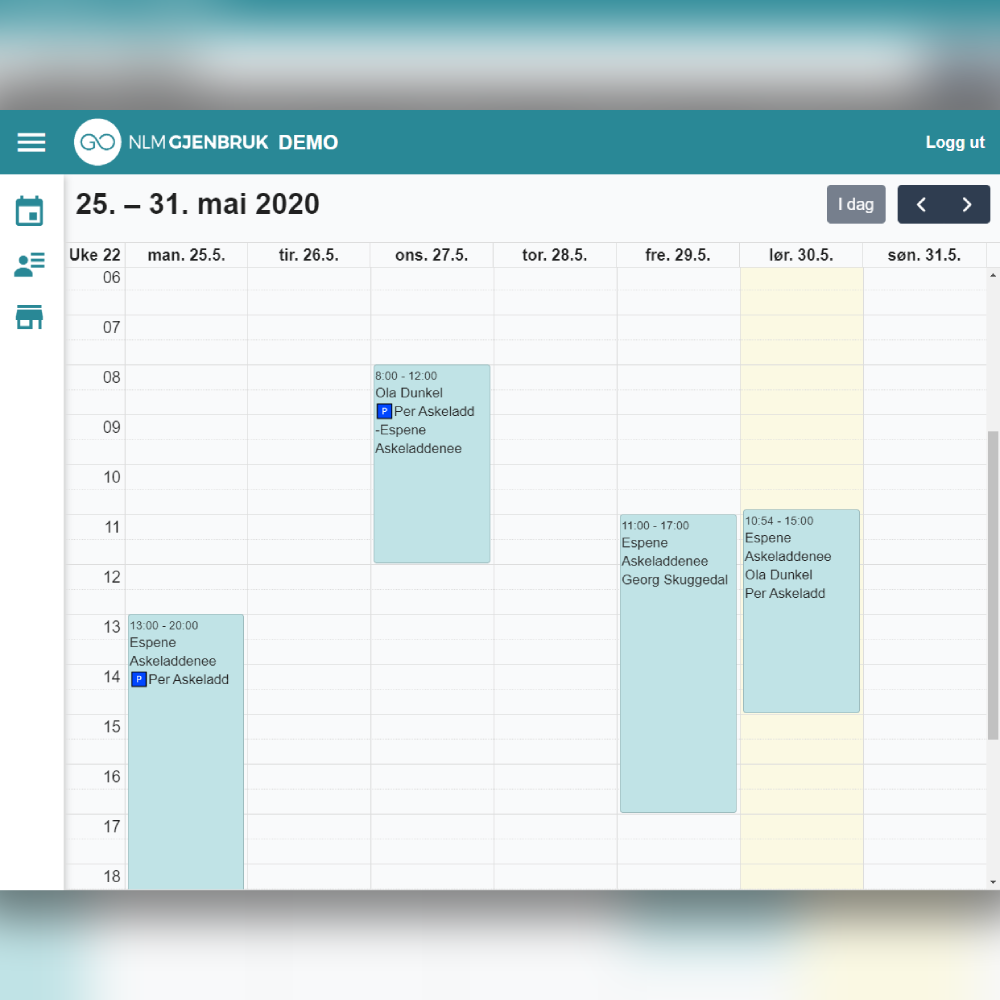 GO NLM GJENBRUK DEMO
Logg ut
25. – 31. mai 2020
I dag
Uke 22 man. 25.5. tir. 26.5. ons. 27.5. tor. 28.5. fre. 29.5. lør. 30.5. søn. 31.5.
06
07
08
09
10
11
12
13
14
15
16
17
18
13:00 - 20:00
Espene
Askeladdenee
P Per Askeladd
8:00 - 12:00
Ola Dunkel
P Per Askeladd
-Espene
Askeladdenee
11:00 - 17:00
Espene
Askeladdenee
Georg Skuggedal
10:54 - 15:00
Espene
Askeladdenee
Ola Dunkel
Per Askeladd